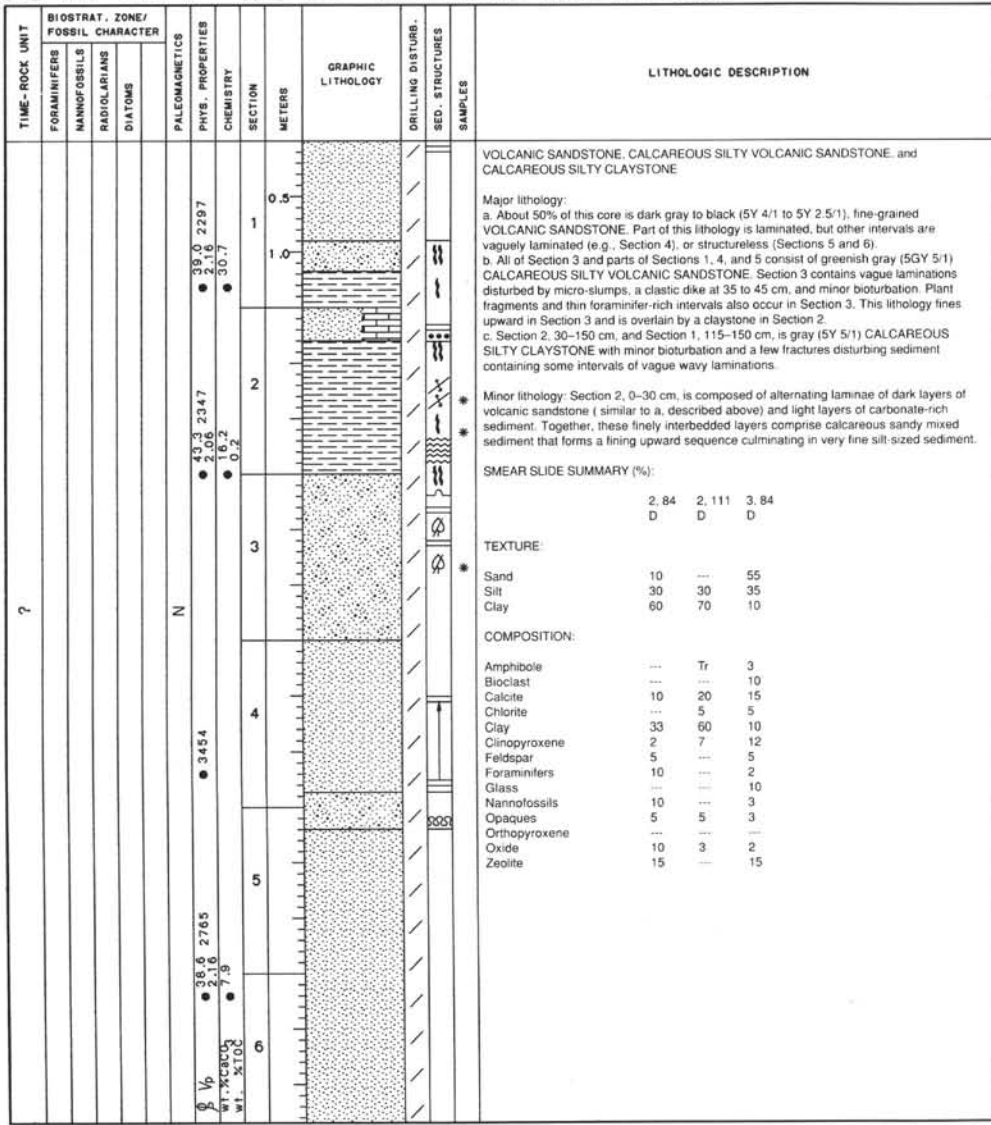 TIME-ROCK UNIT
BIOSTRAT. ZONE/
FOSSIL CHARACTER
FORAMINIFERS
NANNOFOSSILS
RADIOLARIANS
DIATOMS
PALEOMAGNETICS
PHYS. PROPERTIES
CHEMISTRY
SECTION
METERS
GRAPHIC
LITHOLOGY
DRILLING DISTURB.
SED. STRUCTURES
SAMPLES
LITHOLOGIC DESCRIPTION
?
N
39.0 2297
2.16
30.7
43.3 2347
2.06
16.2
0.2
3454
38.6 2765
2.16
7.9
ϕ Vp
ρ
wt.%CaCO3
wt. %TOC
1
2
3
4
5
6
0.5
1.0
VOLCANIC SANDSTONE, CALCAREOUS SILTY VOLCANIC SANDSTONE, and
CALCAREOUS SILTY CLAYSTONE
Major lithology:
a. About 50% of this core is dark gray to black (5Y 4/1 to 5Y 2.5/1), fine-grained
VOLCANIC SANDSTONE. Part of this lithology is laminated, but other intervals are
vaguely laminated (e.g., Section 4), or structureless (Sections 5 and 6).
b. All of Section 3 and parts of Sections 1, 4, and 5 consist of greenish gray (5GY 5/1)
CALCAREOUS SILTY VOLCANIC SANDSTONE. Section 3 contains vague laminations
disturbed by micro-slumps, a clastic dike at 35 to 45 cm, and minor bioturbation. Plant
fragments and thin foraminifer-rich intervals also occur in Section 3. This lithology fines
upward in Section 3 and is overlain by a claystone in Section 2.
c. Section 2, 30–150 cm, and Section 1, 115–150 cm, is gray (5Y 5/1) CALCAREOUS
SILTY CLAYSTONE with minor bioturbation and a few fractures disturbing sediment
containing some intervals of vague wavy laminations.
Minor lithology: Section 2, 0–30 cm, is composed of alternating laminae of dark layers of
volcanic sandstone ( similar to a, described above) and light layers of carbonate-rich
sediment. Together, these finely interbedded layers comprise calcareous sandy mixed
sediment that forms a fining upward sequence culminating in very fine silt-sized sediment.
SMEAR SLIDE SUMMARY (%):
2, 84 2, 111 3, 84
D D D
TEXTURE:
Sand 10 --- 55
Silt 30 30 35
Clay 60 70 10
COMPOSITION:
Amphibole --- Tr 3
Bioclast --- --- 10
Calcite 10 20 15
Chlorite --- 5 5
Clay 33 60 10
Clinopyroxene 2 7 12
Feldspar 5 --- 5
Foraminifers 10 --- 2
Glass --- --- 10
Nannofossils 10 --- 3
Opaques 5 5 3
Orthopyroxene --- --- ---
Oxide 10 3 2
Zeolite 15 --- 15